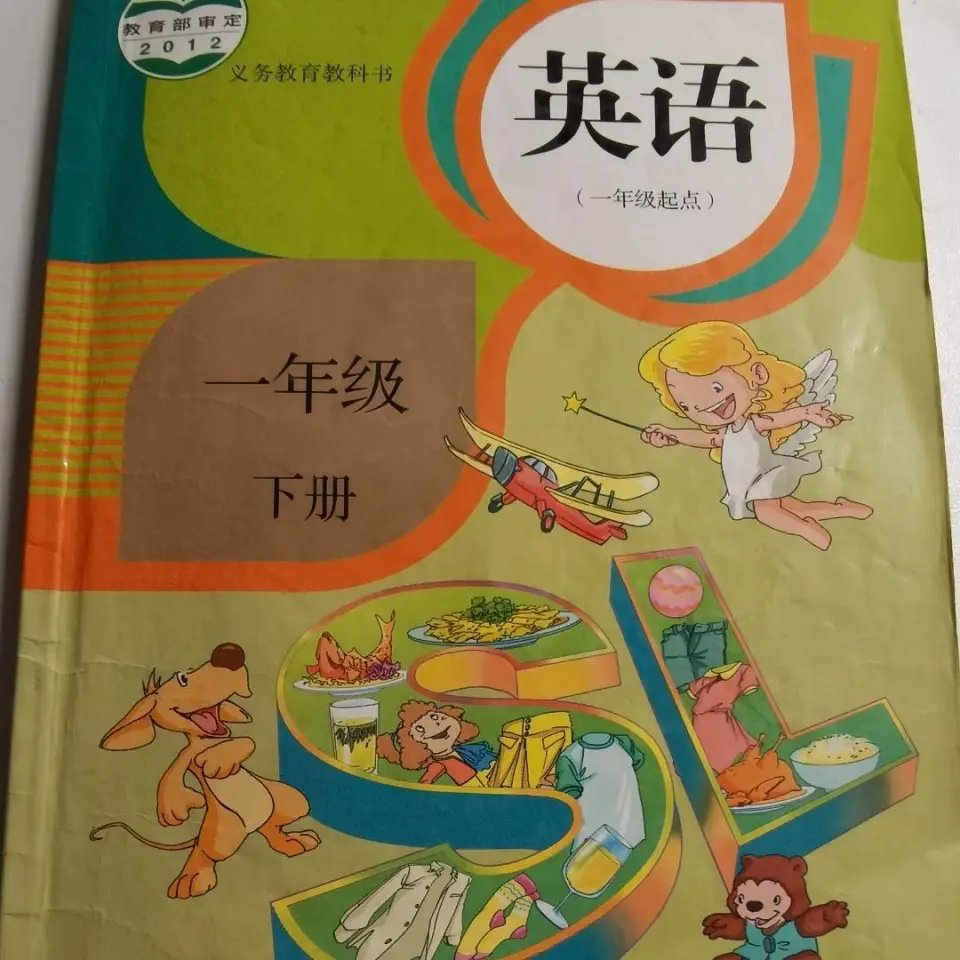 教育部审定
2012
义务教育教科书
英语
（一年级起点）
一年级
下册
SL